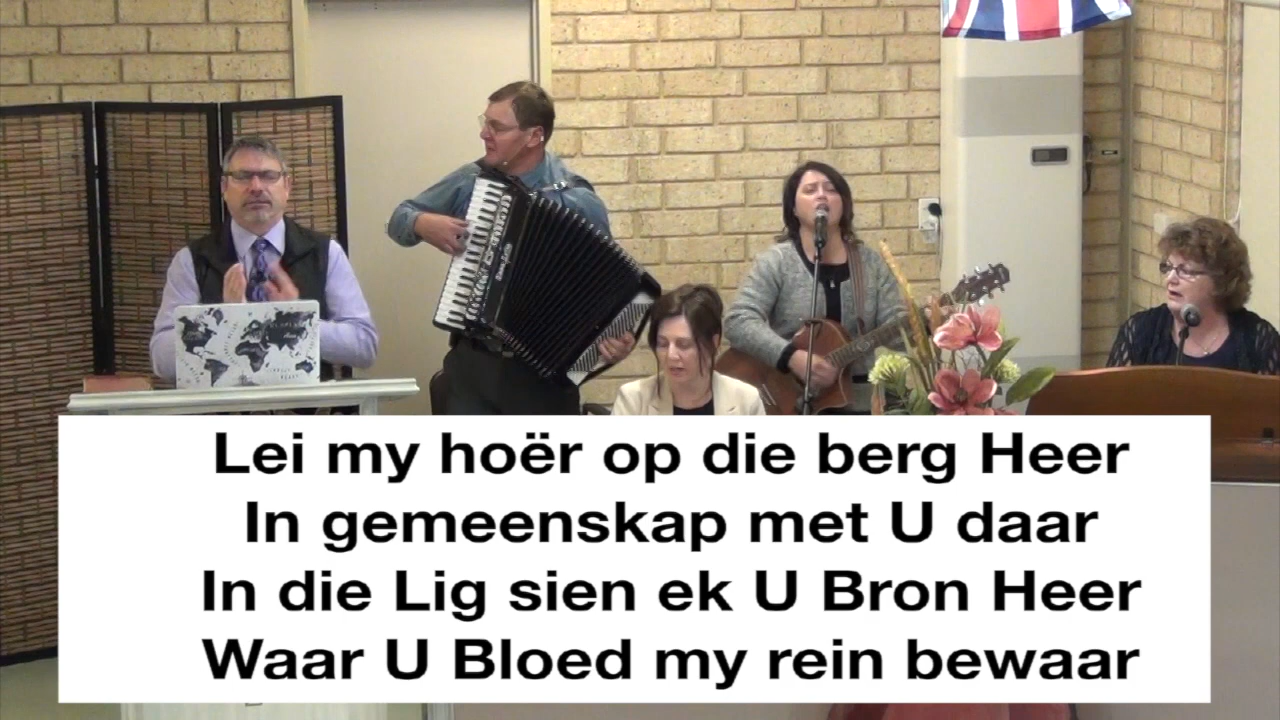 Lei my hoër op die berg Heer
In gemeenskap met U daar
In die Lig sien ek U Bron Heer
Waar U Bloed my rein bewaar